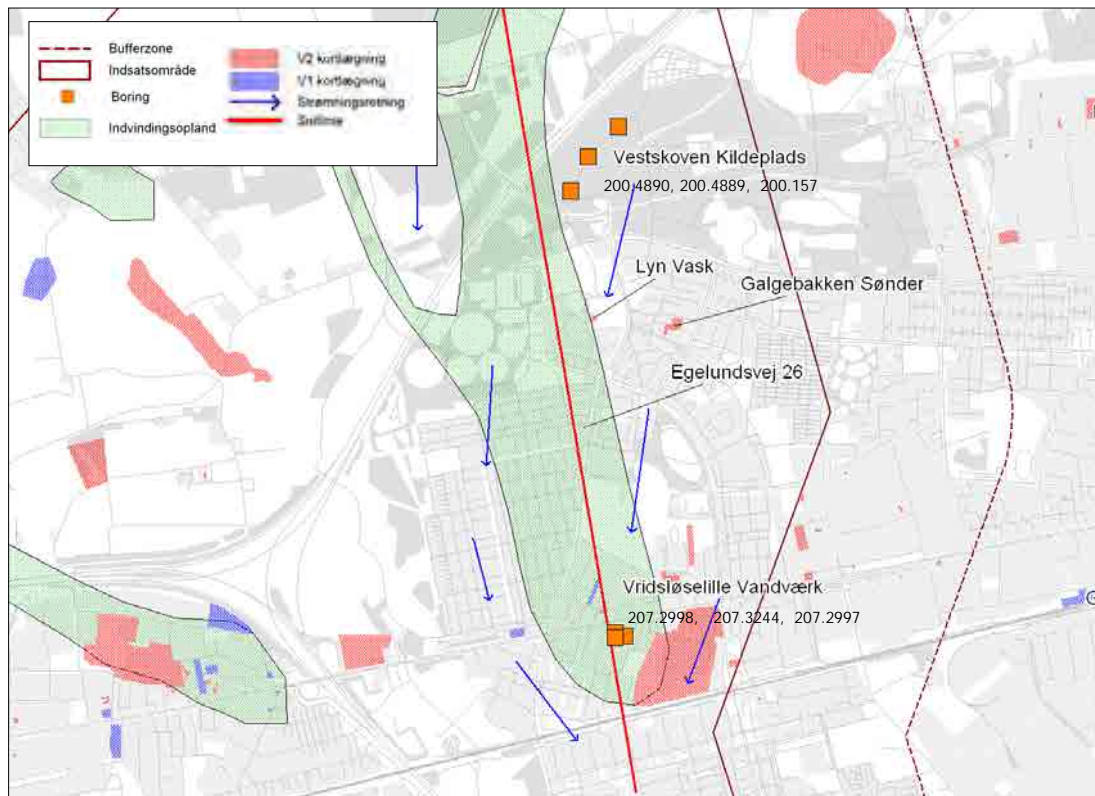 Bufferzone
Indsatsområde
Boring
Indvindingsopland
V2 kortlægning
V1 kortlægning
Strømningsretning
Snitlinie
Vestskoven Kildeplads
200.4890, 200.4889, 200.157
Lyn Vask
Galgebakken Sønder
Egelundsvej 26
Vridsløselille Vandværk
207.2998, 207.3244, 207.2997